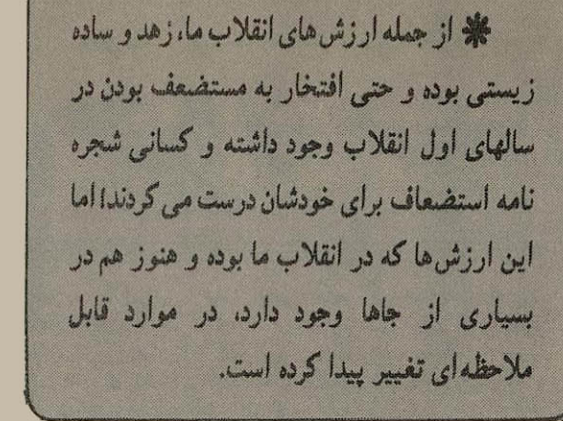 ❋ از جمله ارزش‌های انقلاب ما، زهد و ساده
زیستی بوده و حتی افتخار به مستضعف بودن در
سالهای اول انقلاب وجود داشته و کسانی شجره
نامه استضعاف برای خودشان درست می‌کردند! اما
این ارزش‌ها که در انقلاب ما بوده و هنوز هم در
بسیاری از جاها وجود دارد، در موارد قابل
ملاحظه‌ای تغییر پیدا کرده است.